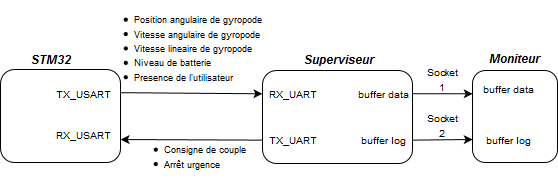 • Position angulaire de gyropode
• Vitesse angulaire de gyropode
• Vitesse lineaire de gyropode
• Niveau de batterie
• Presence de l'utilisateur
STM32
Superviseur
Moniteur
TX_USART
RX_UART
buffer data
Socket
1
buffer data
RX_USART
TX_UART
buffer log
Socket
2
buffer log
• Consigne de couple
• Arrêt urgence